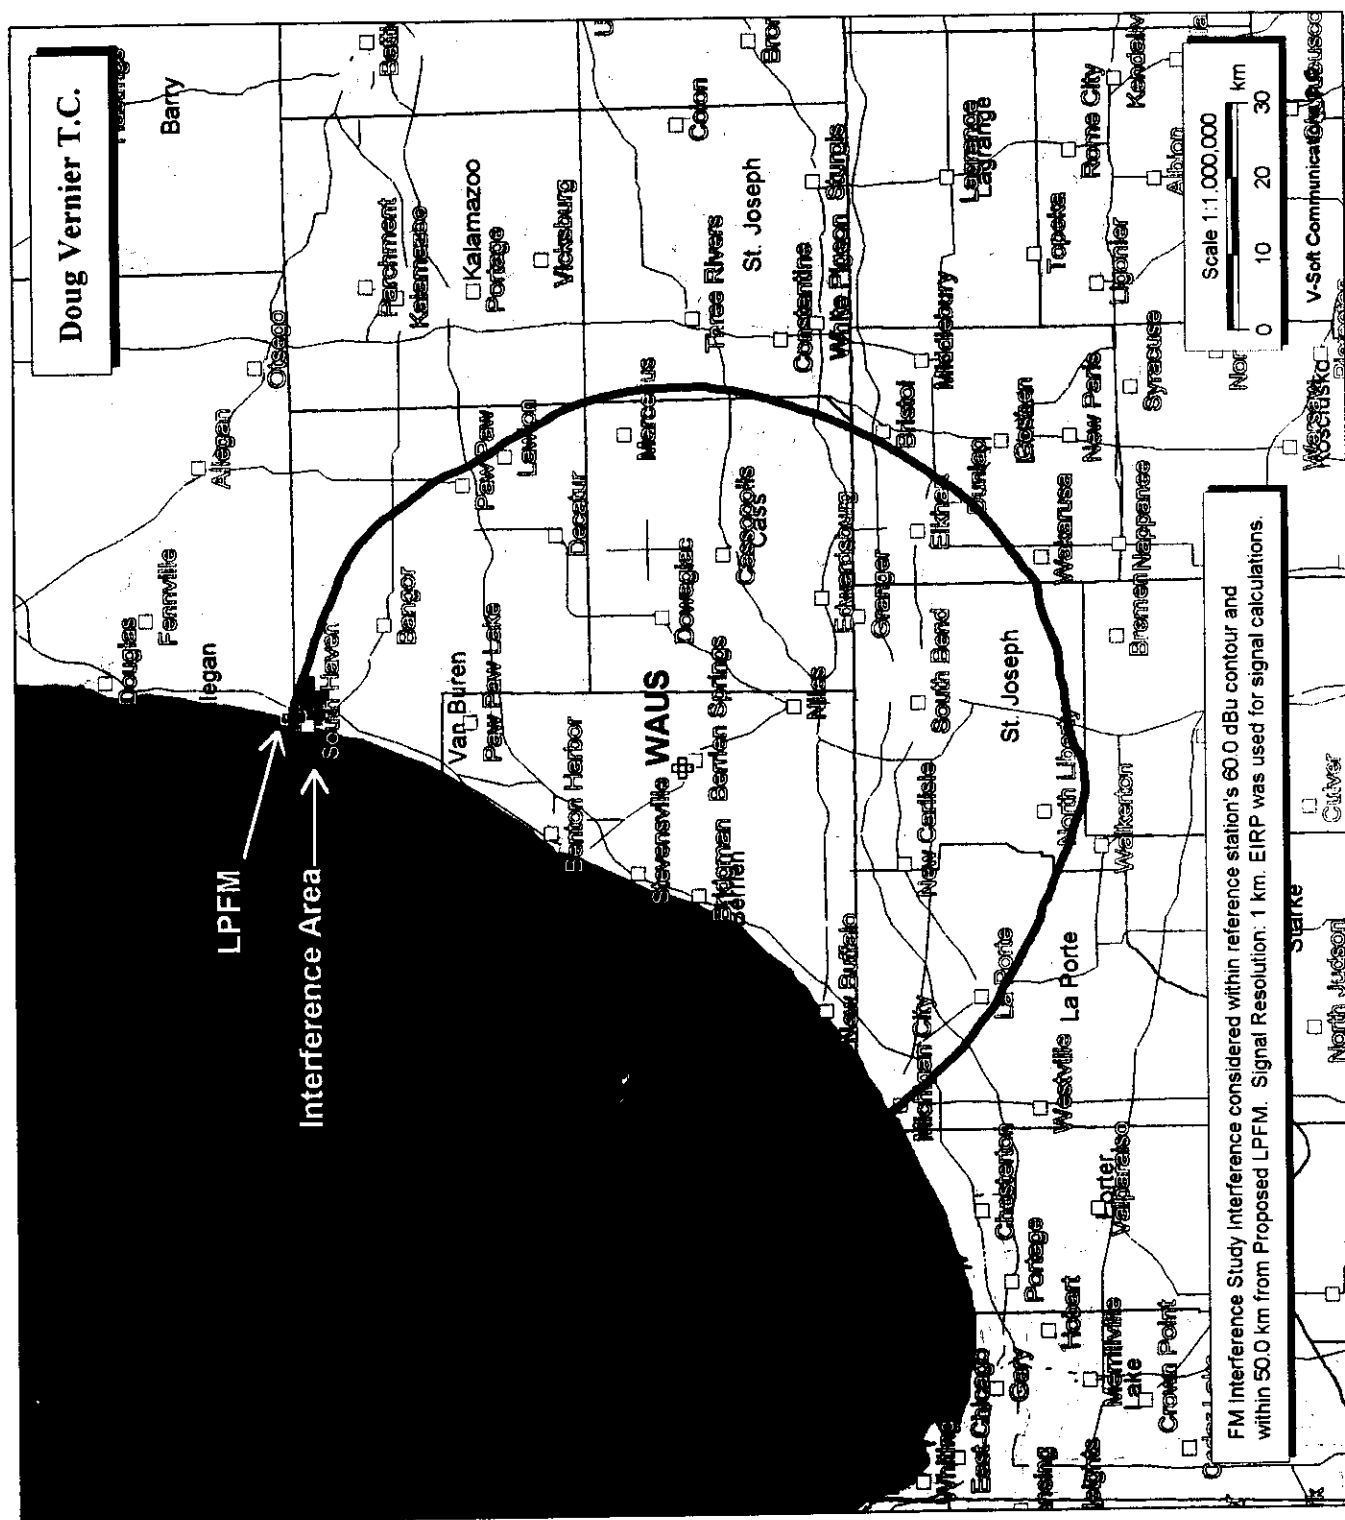 Doug Vernier T.C.
Barry
Otsego
Allegan
Fennville
Douglas
llegan
Parchment
Kalamazoo
Kalamazoo
Portage
Vicksburg
Paw Paw
Lawton
Bangor
South Haven
Van Buren
Paw Paw Lake
Decatur
Marcellus
Three Rivers
Colon
St. Joseph
Constantine
White Pigeon
Sturgis
Cassopolis
Cass
Dowagiac
WAUS
Berrien Springs
Benton Harbor
Stevensville
Bridgman
Berrien
Niles
Edwardsburg
Granger
Bristol
Middlebury
Lagrange
Lagrange
Elkhart
Dunlap
Goshen
South Bend
St. Joseph
New Carlisle
New Buffalo
Michigan City
La Porte
La Porte
North Liberty
Walkerton
Wakarusa
Nappanee
Bremen
New Paris
Syracuse
Topeka
Ligonier
Rome City
Albion
Westville
Chesterton
Portage
Porter
Valparaiso
Hobart
Gary
East Chicago
Whiting
Merrillville
Lake
Crown Point
Culver
Starke
North Judson
Warsaw
LPFM
Interference Area
Scale 1:1,000,000
0 10 20 30 km
FM Interference Study Interference considered within reference station's 60.0 dBu contour and
within 50.0 km from Proposed LPFM. Signal Resolution: 1 km. EIRP was used for signal calculations.